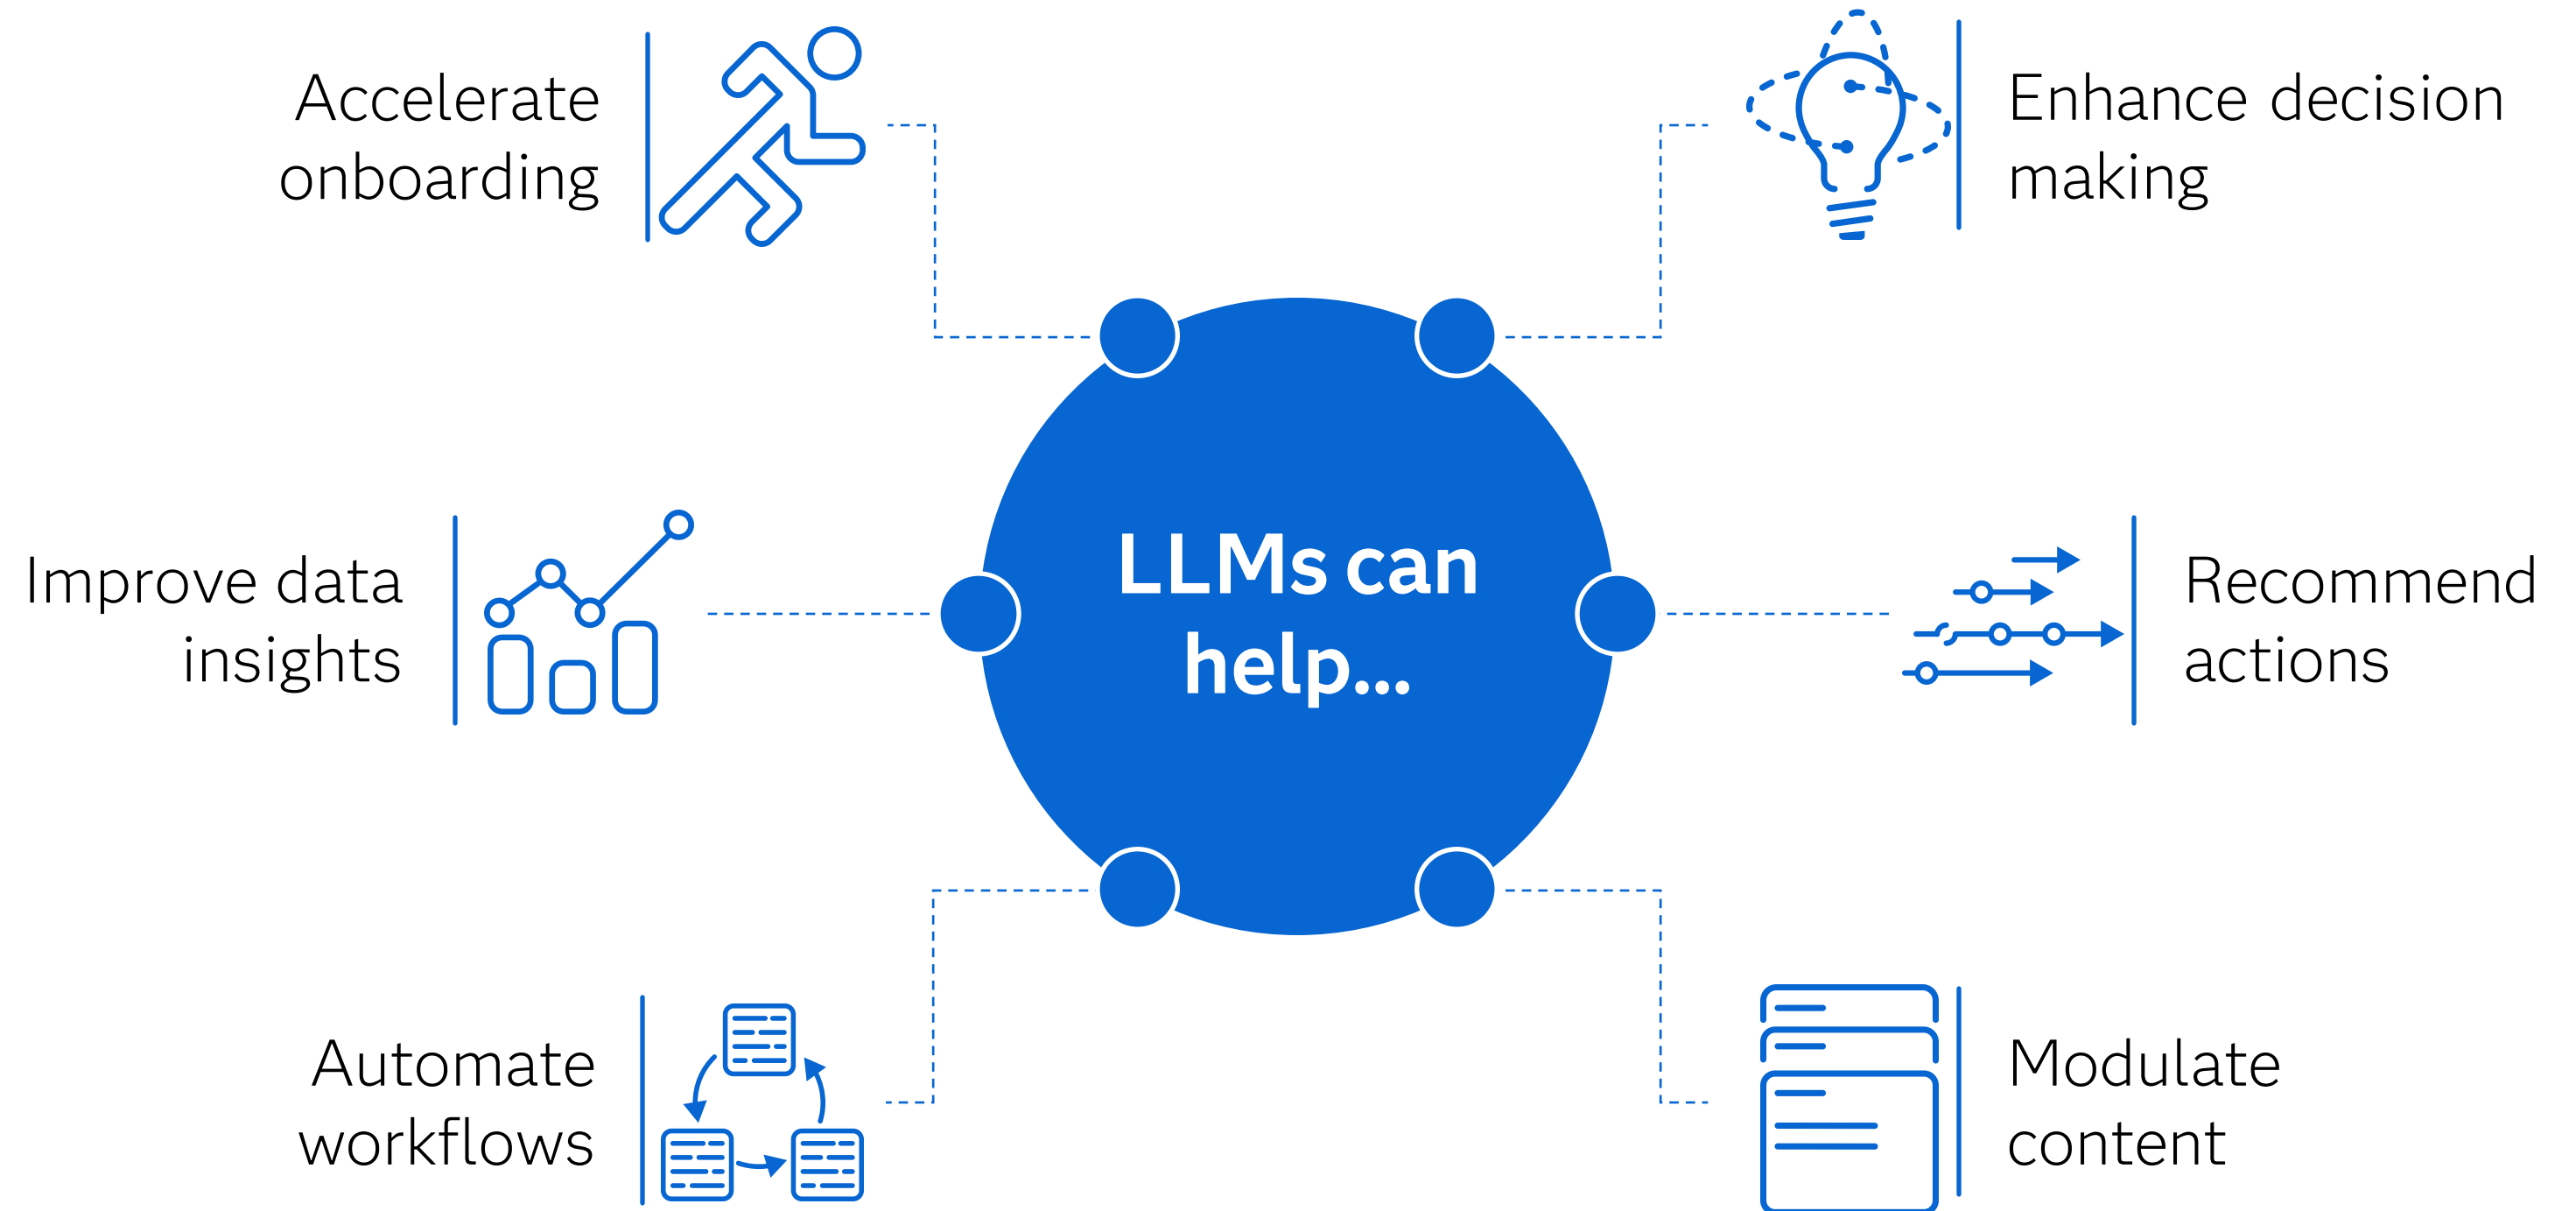 Accelerate
onboarding
Enhance decision
making
Improve data
insights
LLMs can
help...
Recommend
actions
Automate
workflows
Modulate
content